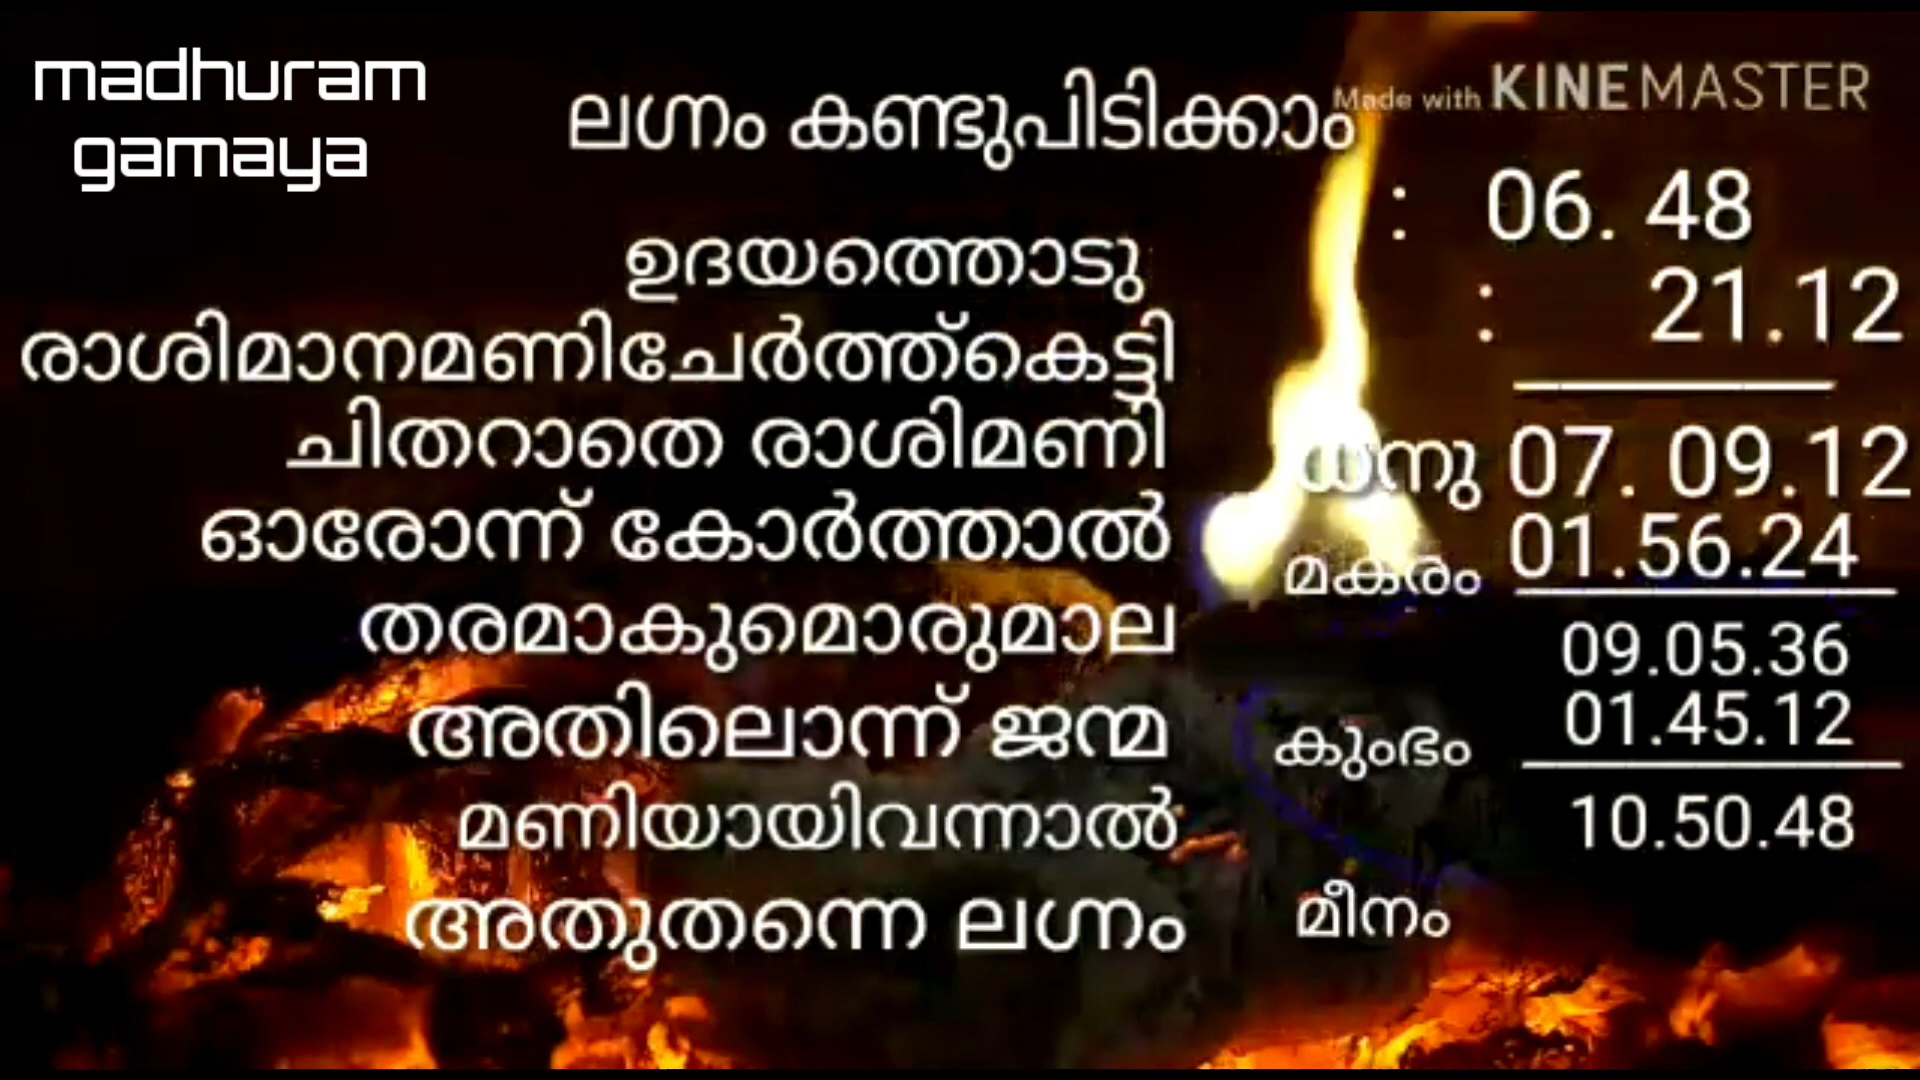 madhuram
gamaya
Made with KINEMASTER
ലഗ്നം കണ്ടുപിടിക്കാം
: 06. 48
: 21.12
ഉദയത്തൊടു
രാശിമാനമണിചേർത്ത്കെട്ടി
ചിതറാതെ രാശിമണി
ഓരോന്ന് കോർത്താൽ
തരമാകുമൊരുമാല
അതിലൊന്ന് ജന്മ
മണിയായിവന്നാൽ
അതുതന്നെ ലഗ്നം
ധനു 07. 09.12
മകരം 01.56.24
09.05.36
കുംഭം 01.45.12
10.50.48
മീനം